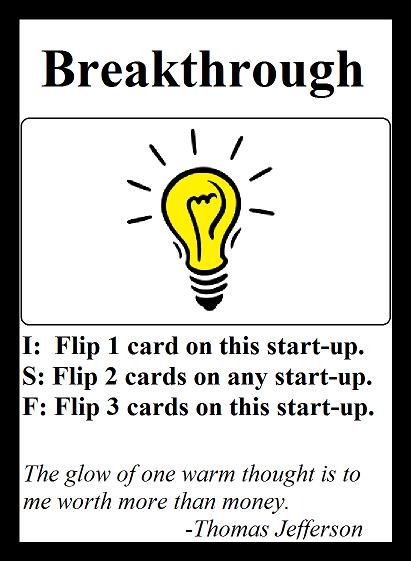 Breakthrough
I:  Flip 1 card on this start-up.
S: Flip 2 cards on any start-up.
F: Flip 3 cards on this start-up.
The glow of one warm thought is to
me worth more than money.
-Thomas Jefferson